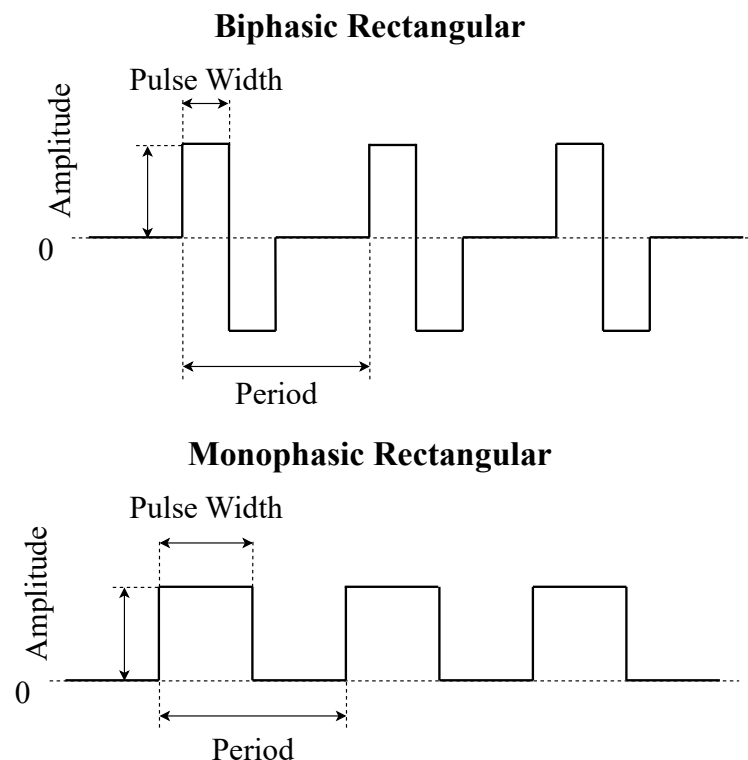 Biphasic Rectangular
Pulse Width
Amplitude
0
Period
Monophasic Rectangular
Pulse Width
Amplitude
0
Period